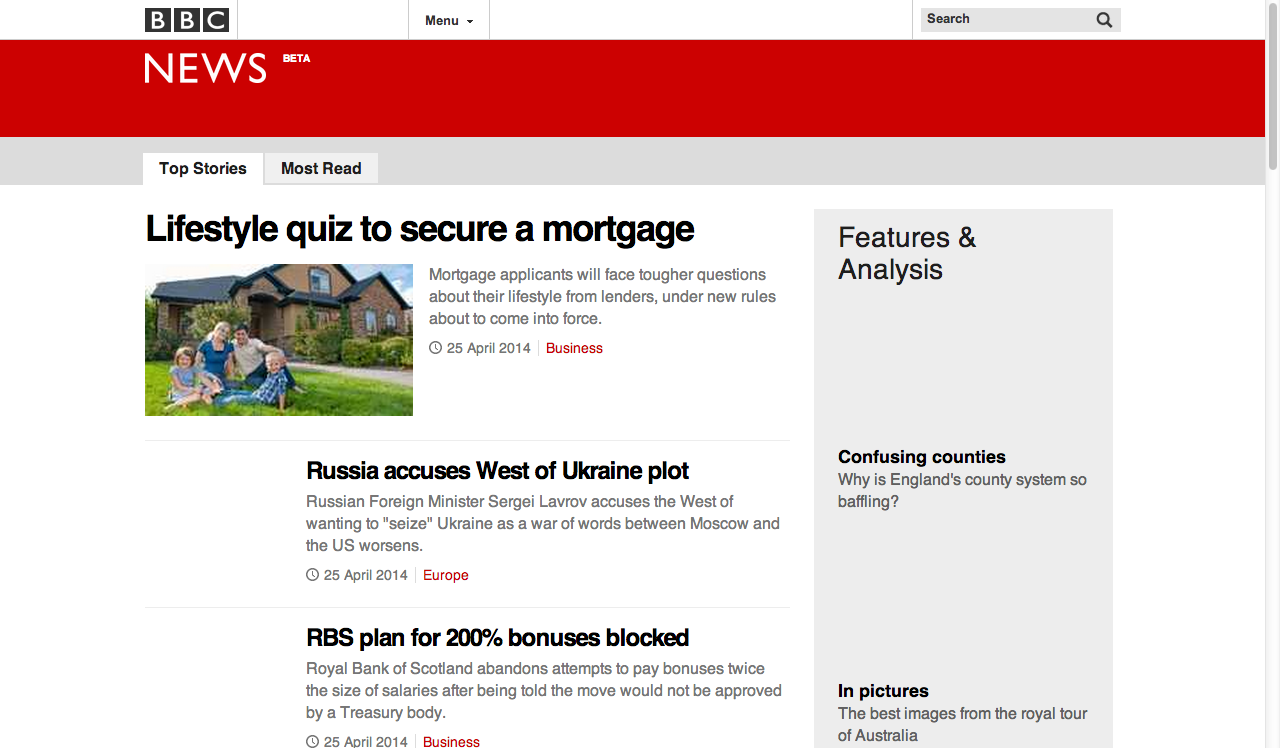 BBC
Menu
Search
NEWS BETA
Top Stories
Most Read
Lifestyle quiz to secure a mortgage
Mortgage applicants will face tougher questions
about their lifestyle from lenders, under new rules
about to come into force.
25 April 2014
Business
Russia accuses West of Ukraine plot
Russian Foreign Minister Sergei Lavrov accuses the West of
wanting to "seize" Ukraine as a war of words between Moscow and
the US worsens.
25 April 2014
Europe
RBS plan for 200% bonuses blocked
Royal Bank of Scotland abandons attempts to pay bonuses twice
the size of salaries after being told the move would not be approved
by a Treasury body.
25 April 2014
Business
Features &
Analysis
Confusing counties
Why is England's county system so
baffling?
In pictures
The best images from the royal tour
of Australia